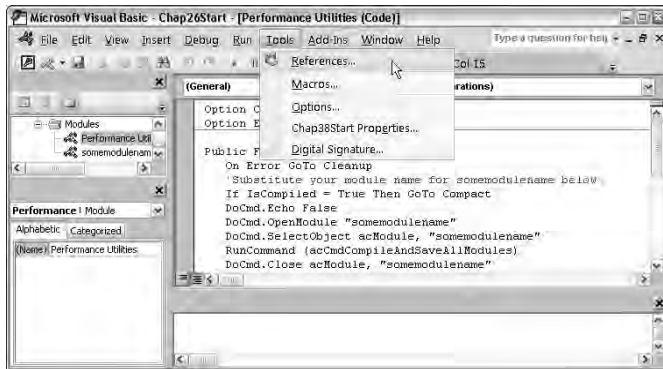 Microsoft Visual Basic - Chap26Start - [Performance Utilities (Code)]
File Edit View Insert Debug Run Tools Add-Ins Window Help Type a question for help
References...
Macros...
Options...
Chap38Start Properties...
Digital Signature...
Col 15
(General) rations)
Modules
Performance Util
somemodulenam
Option C
Option E
Public F
On Error GoTo Cleanup
'Substitute your module name for somemodulename below
If IsCompiled = True Then GoTo Compact
DoCmd.Echo False
DoCmd.OpenModule "somemodulename"
DoCmd.SelectObject acModule, "somemodulename"
RunCommand (acCmdCompileAndSaveAllModules)
DoCmd.Close acModule, "somemodulename"
Performance Module
Alphabetic Categorized
(Name) Performance Utilities